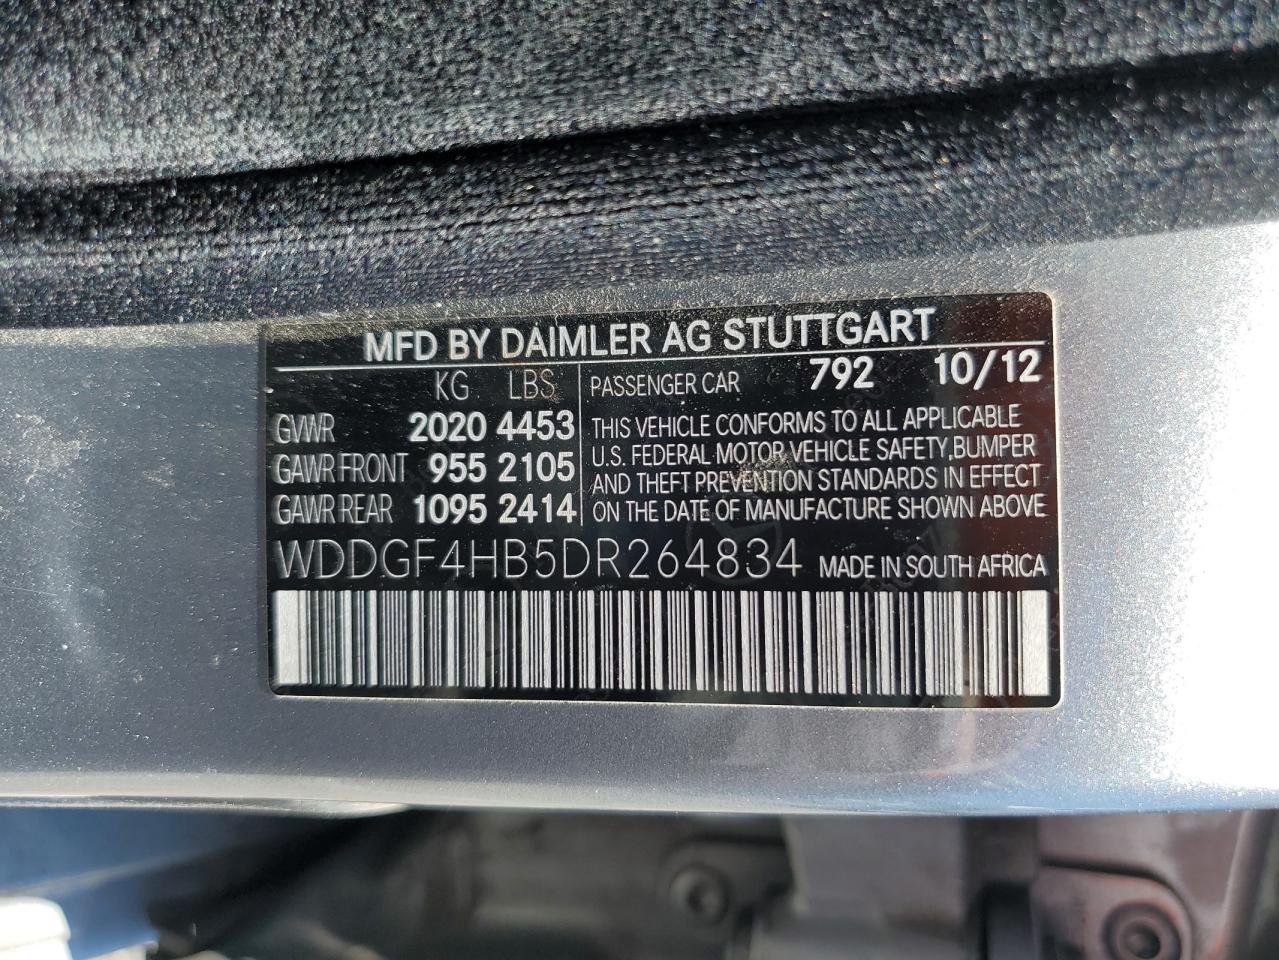 MFD BY DAIMLER AG STUTTGART
KG LBS
GVWR 2020 4453
GAWR FRONT 955 2105
GAWR REAR 1095 2414
PASSENGER CAR 792 10/12
THIS VEHICLE CONFORMS TO ALL APPLICABLE
U.S. FEDERAL MOTOR VEHICLE SAFETY, BUMPER
AND THEFT PREVENTION STANDARDS IN EFFECT
ON THE DATE OF MANUFACTURE SHOWN ABOVE
WDDGF4HB5DR264834 MADE IN SOUTH AFRICA